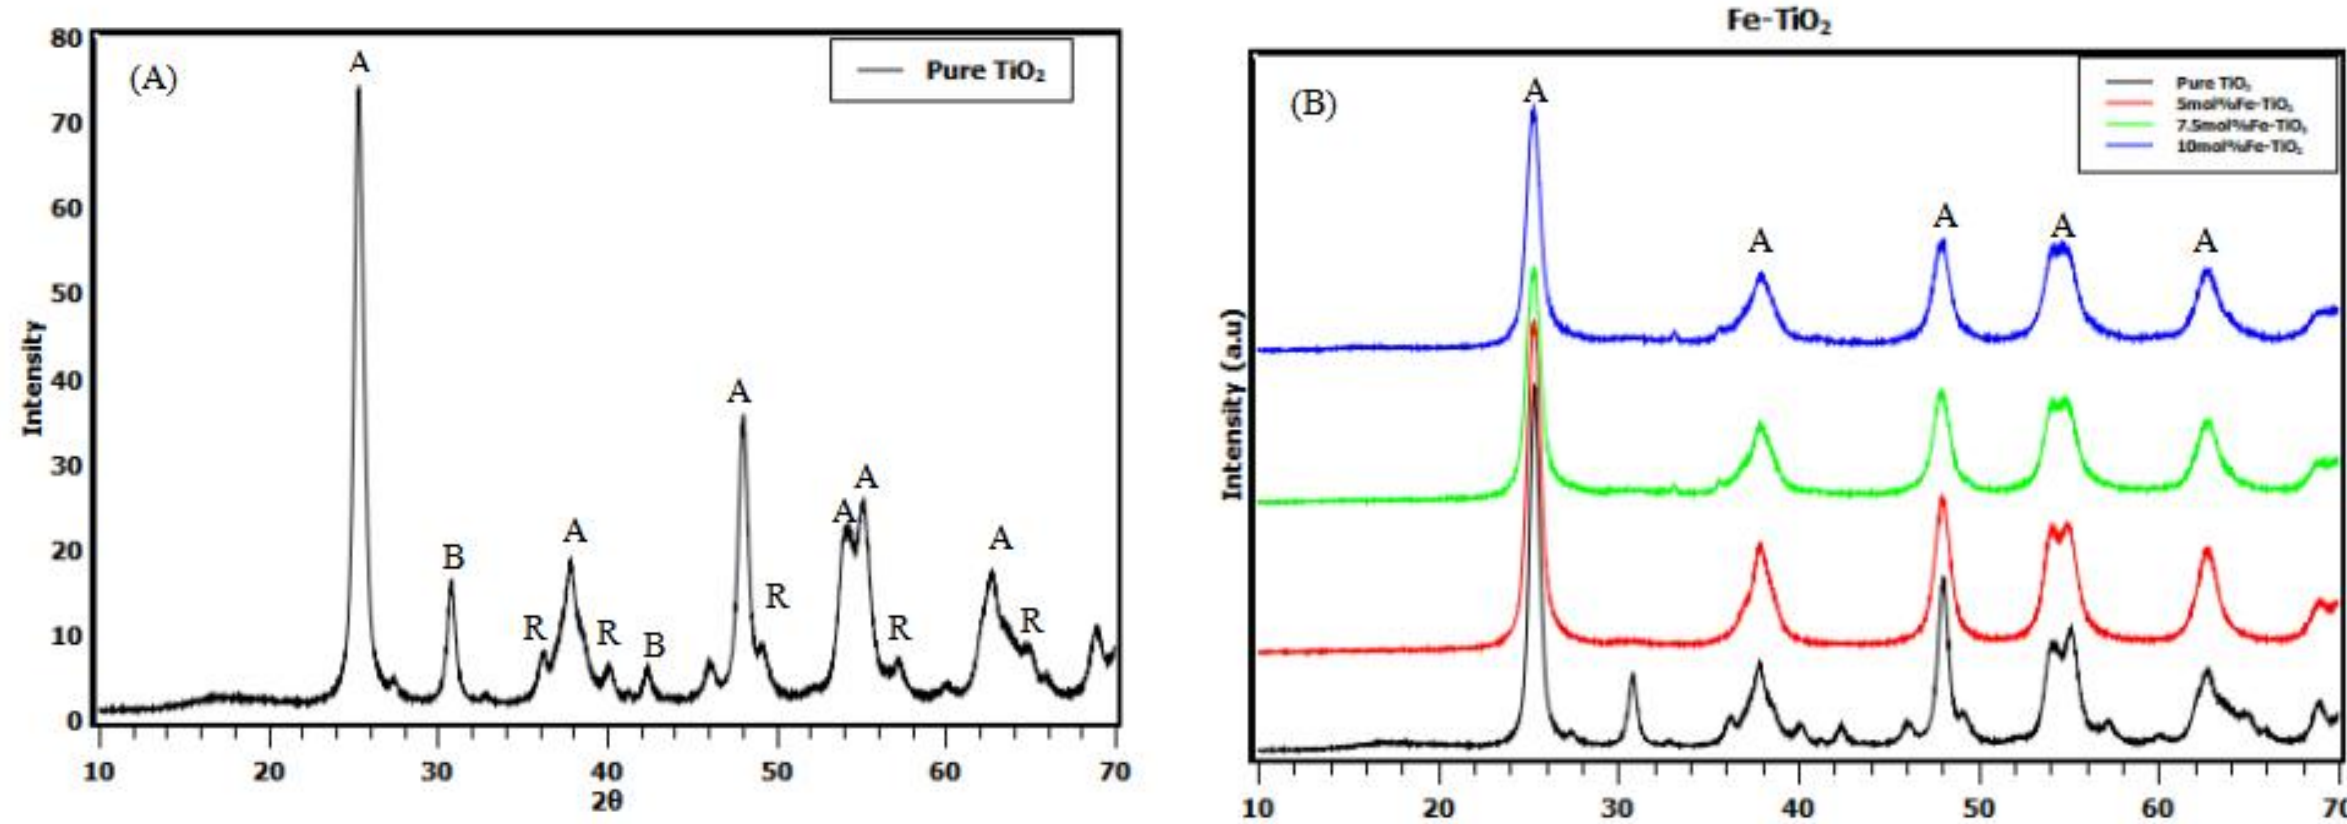 Fe-TiO₂
80
70
60
50
40
30
20
10
0
Intensity
(A)
Pure TiO₂
A
B
R
A
R
B
A
R
A
A
R
A
R
10 20 30 40 50 60 70
2θ
Intensity (a.u)
(B)
Pure TiO₂
5mol%Fe-TiO₂
7.5mol%Fe-TiO₂
10mol%Fe-TiO₂
A
A
A
A
A
10 20 30 40 50 60 70